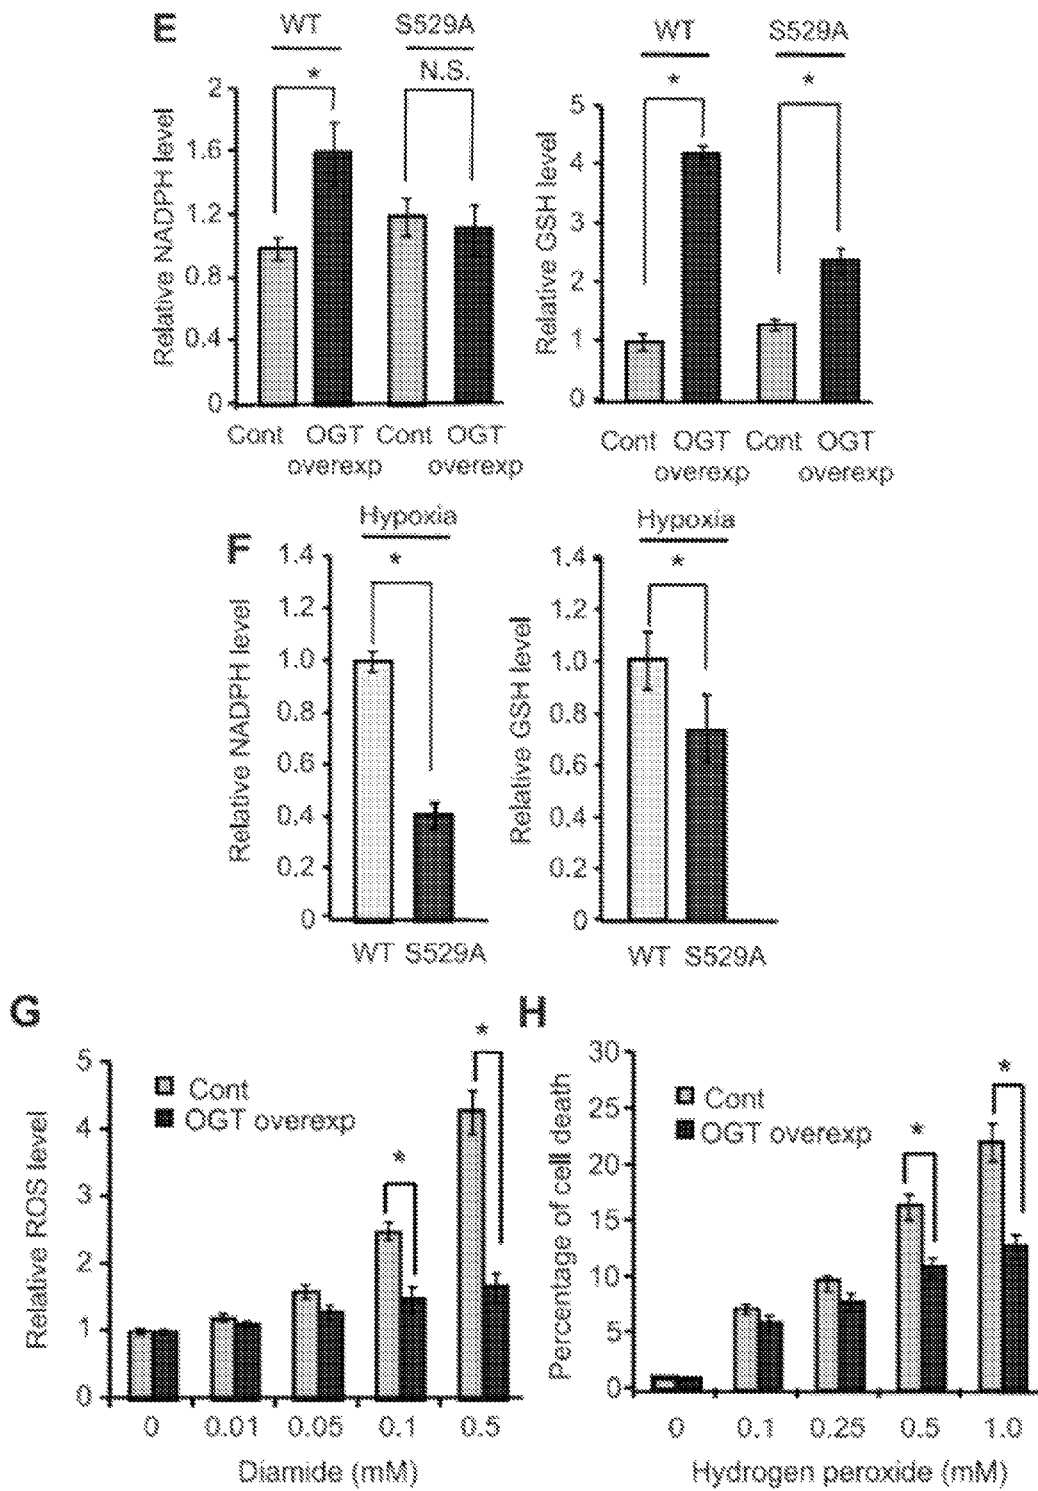 E
WT
S529A
*
N.S.
Relative NADPH level
2
1.6
1.2
0.8
0.4
0
Cont
OGT overexp
Cont
OGT overexp
WT
S529A
*
*
Relative GSH level
5
4
3
2
1
0
Cont
OGT overexp
Cont
OGT overexp
F
Hypoxia
*
Relative NADPH level
1.4
1.2
1.0
0.8
0.6
0.4
0.2
0
WT S529A
Hypoxia
*
Relative GSH level
1.4
1.2
1.0
0.8
0.6
0.4
0.2
0
WT S529A
G
Cont
OGT overexp
*
*
Relative ROS level
5
4
3
2
1
0
0 0.01 0.05 0.1 0.5
Diamide (mM)
H
Cont
OGT overexp
*
*
Percentage of cell death
30
25
20
15
10
5
0
0 0.1 0.25 0.5 1.0
Hydrogen peroxide (mM)